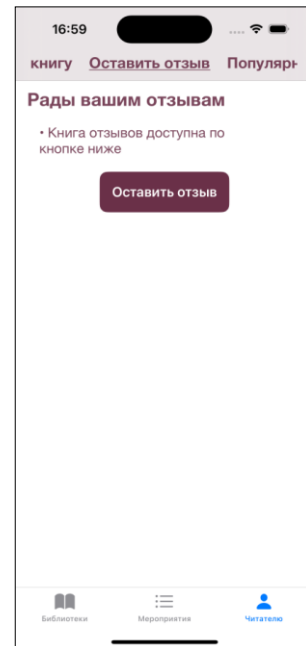 16:59
книгу Оставить отзыв Популярн
Рады вашим отзывам
• Книга отзывов доступна по
кнопке ниже
Оставить отзыв
Библиотеки Мероприятия Читателю